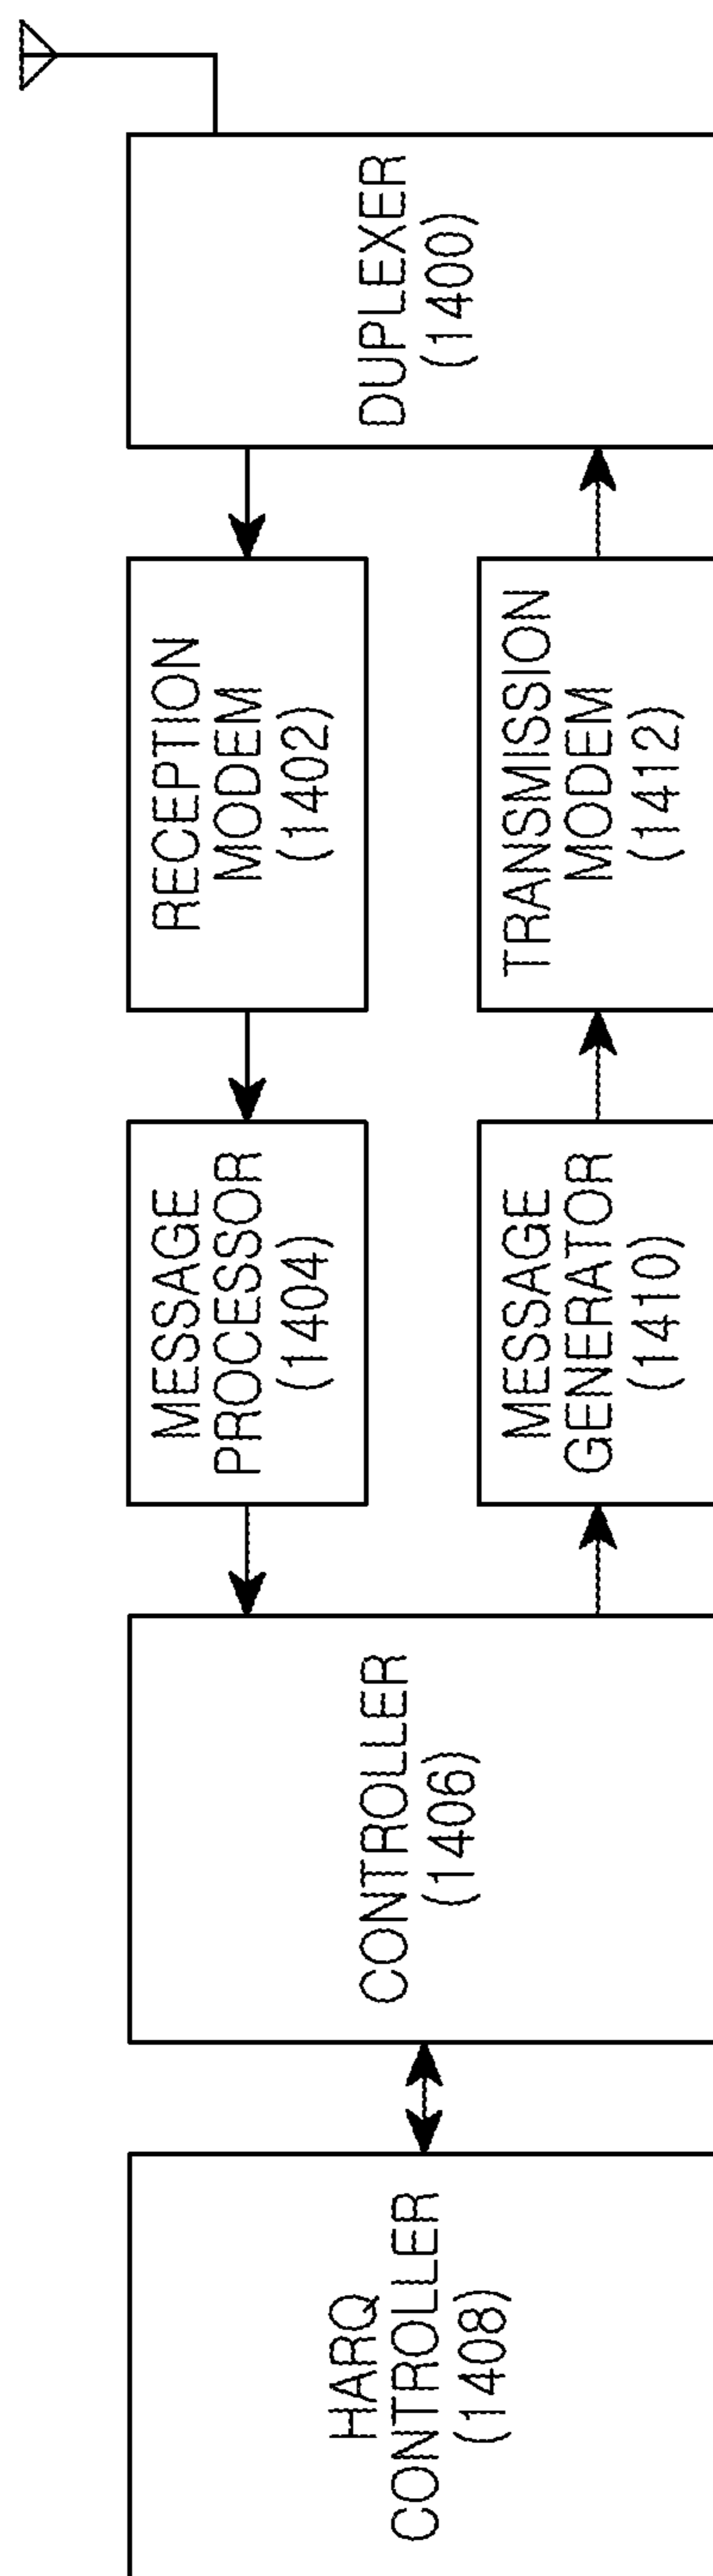 HARQ
CONTROLLER
(1408)
CONTROLLER
(1406)
MESSAGE
PROCESSOR
(1404)
RECEPTION
MODEM
(1402)
DUPLEXER
(1400)
MESSAGE
GENERATOR
(1410)
TRANSMISSION
MODEM
(1412)